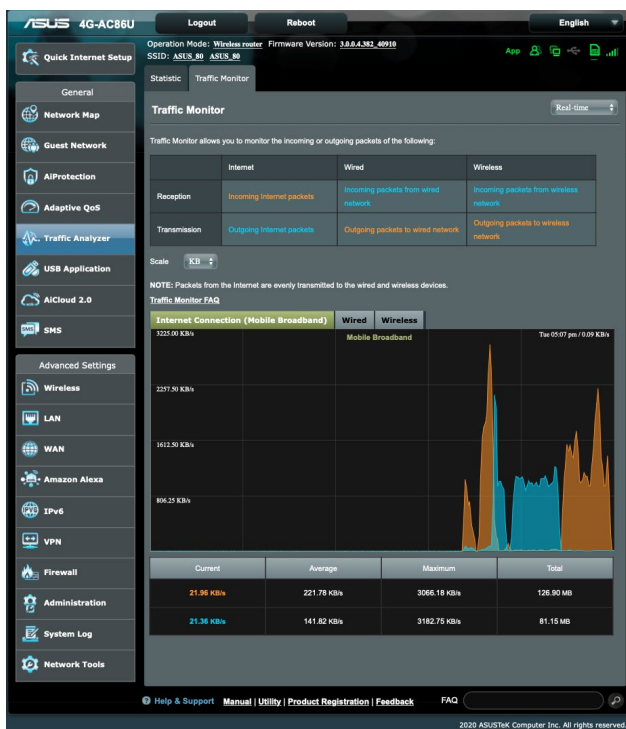 ASUS 4G-AC86U Logout Reboot English
Operation Mode: Wireless router Firmware Version: 3.0.0.4.382_40910
SSID: ASUS_80 ASUS_80
App
Quick Internet Setup
General
Network Map
Guest Network
AiProtection
Adaptive QoS
Traffic Analyzer
USB Application
AiCloud 2.0
SMS SMS
Advanced Settings
Wireless
LAN
WAN
Amazon Alexa
IPv6 IPv6
VPN
Firewall
Administration
System Log
Network Tools
Statistic Traffic Monitor
Traffic Monitor Real-time
Traffic Monitor allows you to monitor the incoming or outgoing packets of the following:
Internet Wired Wireless
Reception Incoming Internet packets Incoming packets from wired network Incoming packets from wireless network
Transmission Outgoing Internet packets Outgoing packets to wired network Outgoing packets to wireless network
Scale KB
NOTE: Packets from the Internet are evenly transmitted to the wired and wireless devices.
Traffic Monitor FAQ
Internet Connection (Mobile Broadband) Wired Wireless
3225.00 KB/s Mobile Broadband Tue 05:07 pm / 0.09 KB/s
2257.50 KB/s
1612.50 KB/s
806.25 KB/s
Current Average Maximum Total
21.96 KB/s 221.78 KB/s 3066.18 KB/s 126.90 MB
21.36 KB/s 141.82 KB/s 3182.75 KB/s 81.15 MB
Help & Support Manual | Utility | Product Registration | Feedback FAQ
2020 ASUSTeK Computer Inc. All rights reserved.